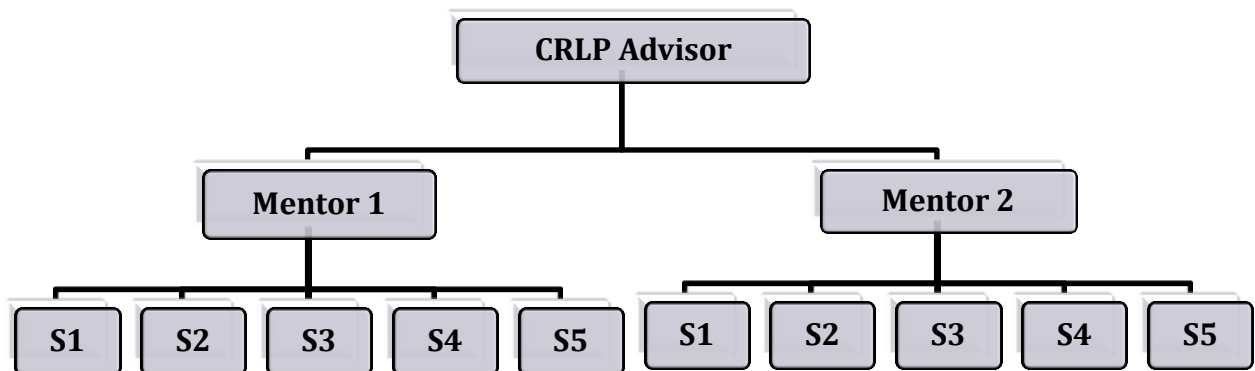 CRLP Advisor
Mentor 1
Mentor 2
S1 S2 S3 S4 S5
S1 S2 S3 S4 S5